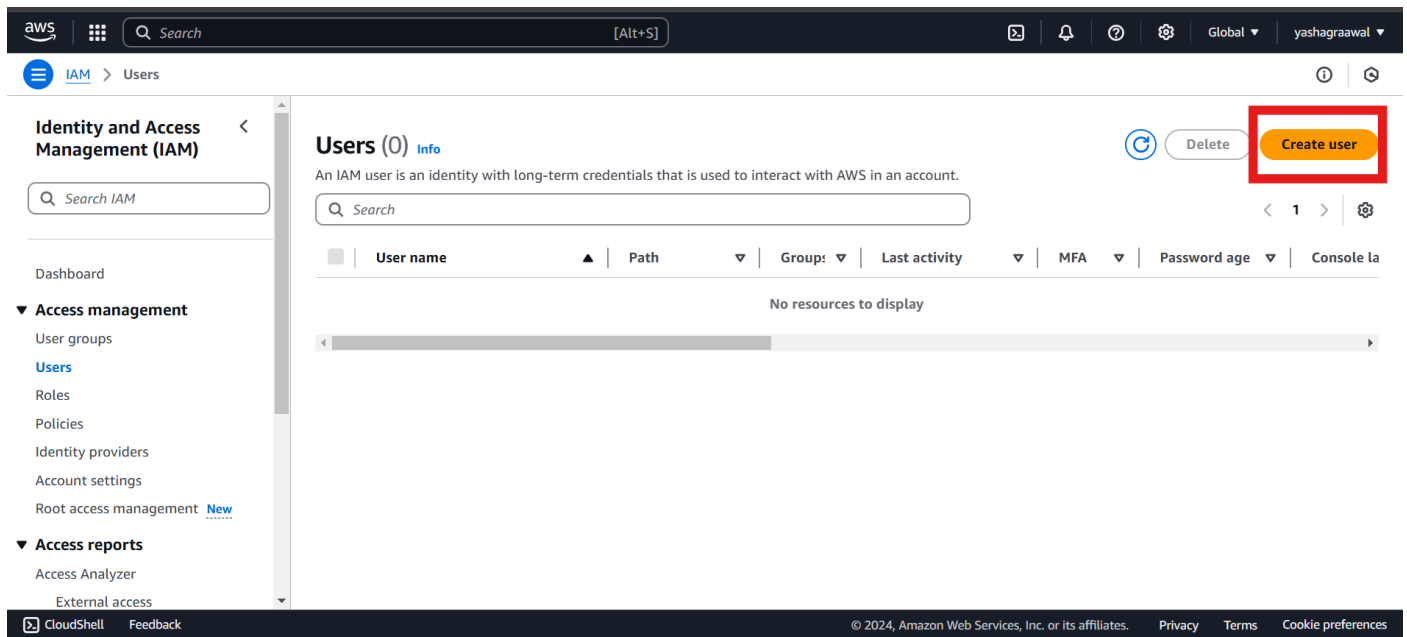 aws
Search [Alt+S]
Global
yashagraawal
IAM > Users
Identity and Access
Management (IAM)
Search IAM
Dashboard
Access management
User groups
Users
Roles
Policies
Identity providers
Account settings
Root access management New
Access reports
Access Analyzer
External access
Users (0) Info
Delete
Create user
An IAM user is an identity with long-term credentials that is used to interact with AWS in an account.
Search
1
User name Path Groups Last activity MFA Password age Console la
No resources to display
CloudShell Feedback © 2024, Amazon Web Services, Inc. or its affiliates. Privacy Terms Cookie preferences